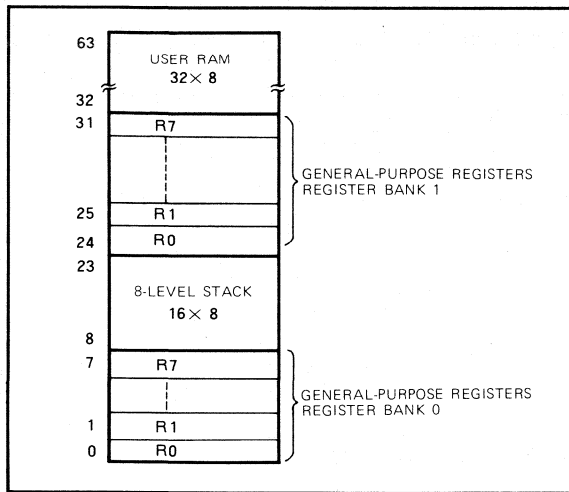 63
USER RAM
32×8
32
31 R7
GENERAL-PURPOSE REGISTERS
REGISTER BANK 1
25 R1
24 R0
23
8-LEVEL STACK
16×8
8
7 R7
GENERAL-PURPOSE REGISTERS
REGISTER BANK 0
1 R1
0 R0